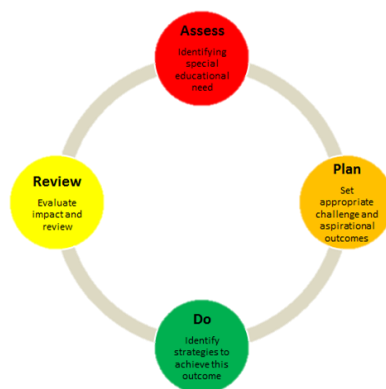 Assess
Identifying
special
educational
need
Plan
Set
appropriate
challenge and
aspirational
outcomes
Do
Identify
strategies to
achieve this
outcome
Review
Evaluate
impact and
review